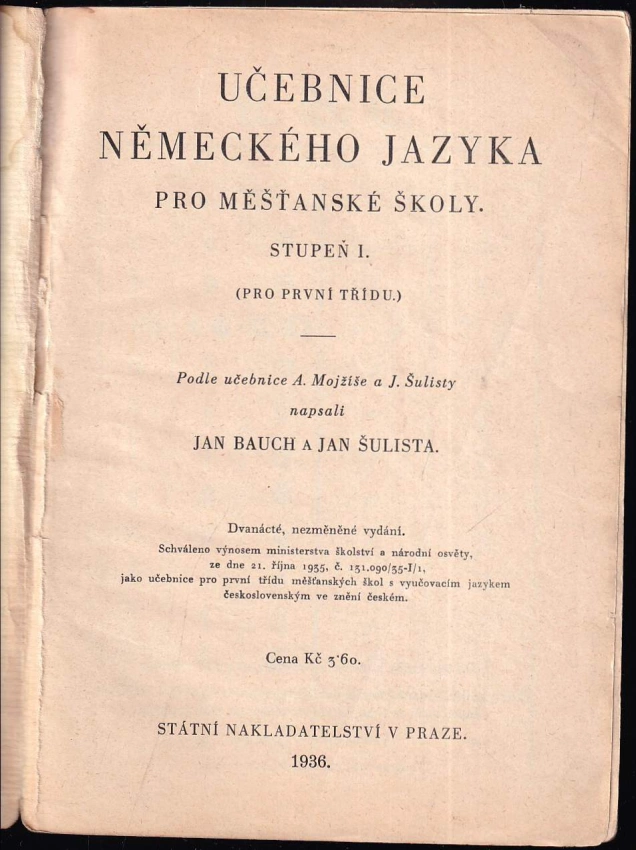 UČEBNICE
NĚMECKÉHO JAZYKA
PRO MĚŠŤANSKÉ ŠKOLY.
STUPEŇ I.
(PRO PRVNÍ TŘÍDU.)
Podle učebnice A. Mojžíše a J. Šulisty
napsali
JAN BAUCH A JAN ŠULISTA.
Dvanácté, nezměněné vydání.
Schváleno výnosem ministerstva školství a národní osvěty,
ze dne 21. října 1935, č. 131.090/35-I/1,
jako učebnice pro první třídu měšťanských škol s vyučovacím jazykem
československým ve znění českém.
Cena Kč 3·60.
STÁTNÍ NAKLADATELSTVÍ V PRAZE.
1936.